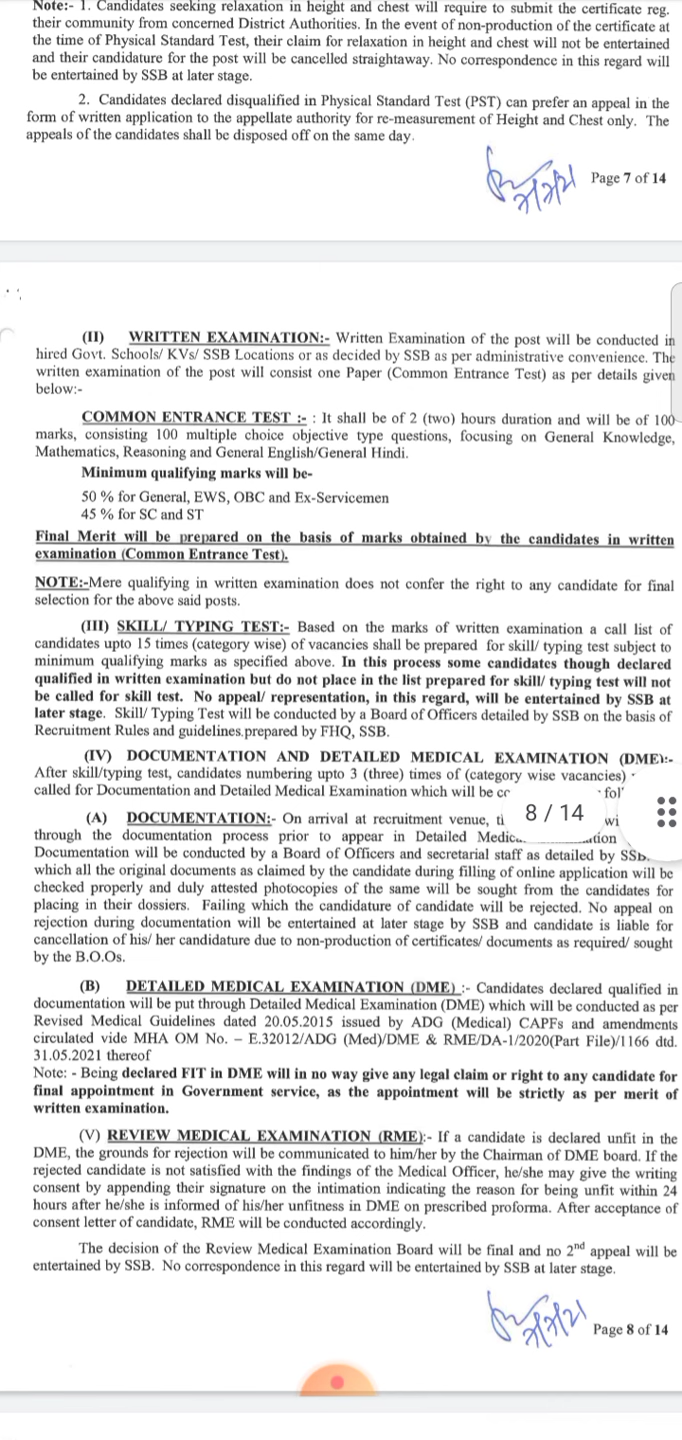 Note:- 1. Candidates seeking relaxation in height and chest will require to submit the certificate reg.
their community from concerned District Authorities. In the event of non-production of the certificate at
the time of Physical Standard Test, their claim for relaxation in height and chest will not be entertained
and their candidature for the post will be cancelled straightaway. No correspondence in this regard will
be entertained by SSB at later stage.
2. Candidates declared disqualified in Physical Standard Test (PST) can prefer an appeal in the
form of written application to the appellate authority for re-measurement of Height and Chest only. The
appeals of the candidates shall be disposed off on the same day.
Page 7 of 14
(II) WRITTEN EXAMINATION:- Written Examination of the post will be conducted in
hired Govt. Schools/ KVs/ SSB Locations or as decided by SSB as per administrative convenience. The
written examination of the post will consist one Paper (Common Entrance Test) as per details given
below:-
COMMON ENTRANCE TEST :- : It shall be of 2 (two) hours duration and will be of 100
marks, consisting 100 multiple choice objective type questions, focusing on General Knowledge,
Mathematics, Reasoning and General English/General Hindi.
Minimum qualifying marks will be-
50 % for General, EWS, OBC and Ex-Servicemen
45 % for SC and ST
Final Merit will be prepared on the basis of marks obtained by the candidates in written
examination (Common Entrance Test).
NOTE:-Mere qualifying in written examination does not confer the right to any candidate for final
selection for the above said posts.
(III) SKILL/ TYPING TEST:- Based on the marks of written examination a call list of
candidates upto 15 times (category wise) of vacancies shall be prepared for skill/ typing test subject to
minimum qualifying marks as specified above. In this process some candidates though declared
qualified in written examination but do not place in the list prepared for skill/ typing test will not
be called for skill test. No appeal/ representation, in this regard, will be entertained by SSB at
later stage. Skill/ Typing Test will be conducted by a Board of Officers detailed by SSB on the basis of
Recruitment Rules and guidelines.prepared by FHQ, SSB.
(IV) DOCUMENTATION AND DETAILED MEDICAL EXAMINATION (DME):-
After skill/typing test, candidates numbering upto 3 (three) times of (category wise vacancies)
called for Documentation and Detailed Medical Examination which will be
(A) DOCUMENTATION:- On arrival at recruitment venue,
8 / 14
through the documentation process prior to appear in Detailed
Documentation will be conducted by a Board of Officers and secretarial staff as detailed by
which all the original documents as claimed by the candidate during filling of online application will be
checked properly and duly attested photocopies of the same will be sought from the candidates for
placing in their dossiers. Failing which the candidature of candidate will be rejected. No appeal on
rejection during documentation will be entertained at later stage by SSB and candidate is liable for
cancellation of his/ her candidature due to non-production of certificates/ documents as required/ sought
by the B.O.Os.
(B) DETAILED MEDICAL EXAMINATION (DME) :- Candidates declared qualified in
documentation will be put through Detailed Medical Examination (DME) which will be conducted as per
Revised Medical Guidelines dated 20.05.2015 issued by ADG (Medical) CAPFs and amendments
circulated vide MHA OM No. – E.32012/ADG (Med)/DME & RME/DA-1/2020(Part File)/1166 dtd.
31.05.2021 thereof
Note: - Being declared FIT in DME will in no way give any legal claim or right to any candidate for
final appointment in Government service, as the appointment will be strictly as per merit of
written examination.
(V) REVIEW MEDICAL EXAMINATION (RME):- If a candidate is declared unfit in the
DME, the grounds for rejection will be communicated to him/her by the Chairman of DME board. If the
rejected candidate is not satisfied with the findings of the Medical Officer, he/she may give the writing
consent by appending their signature on the intimation indicating the reason for being unfit within 24
hours after he/she is informed of his/her unfitness in DME on prescribed proforma. After acceptance of
consent letter of candidate, RME will be conducted accordingly.
The decision of the Review Medical Examination Board will be final and no 2nd appeal will be
entertained by SSB. No correspondence in this regard will be entertained by SSB at later stage.
Page 8 of 14